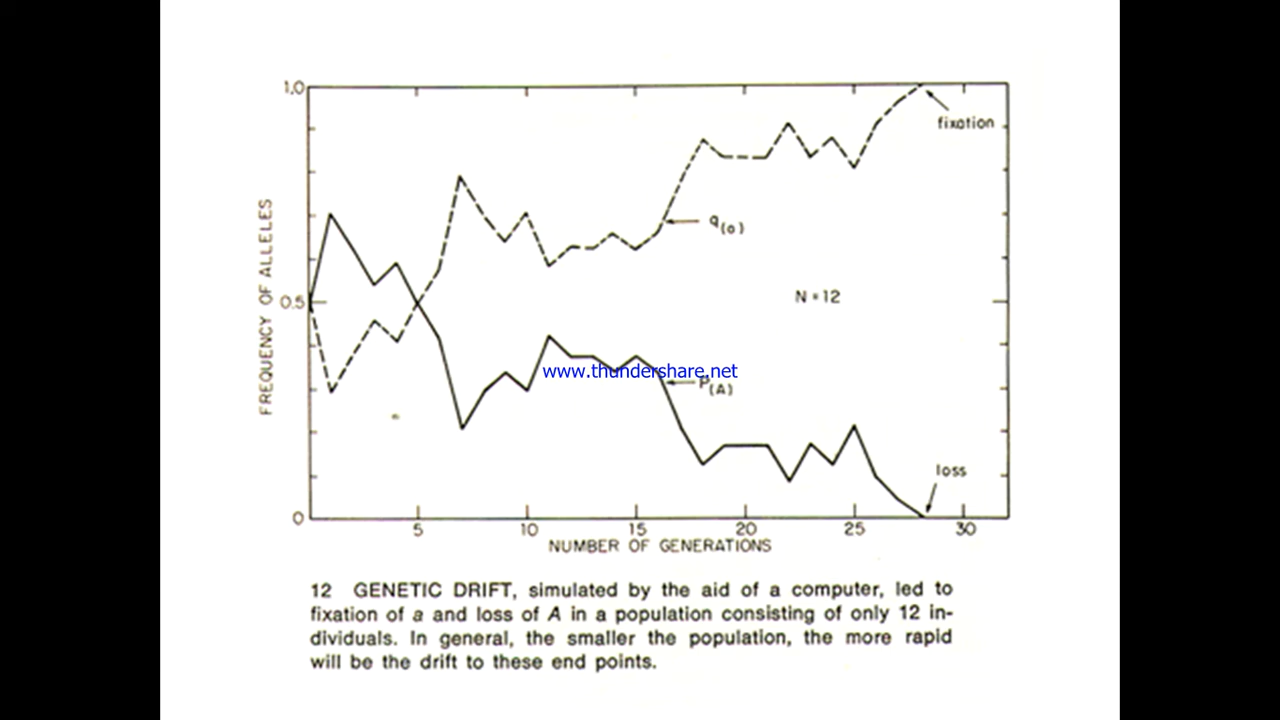 1.0
fixation
q(a)
FREQUENCY OF ALLELES
0.5
N = 12
www.thundershare.net
P(A)
loss
0
5 10 15 20 25 30
NUMBER OF GENERATIONS
12 GENETIC DRIFT, simulated by the aid of a computer, led to
fixation of a and loss of A in a population consisting of only 12 in-
dividuals. In general, the smaller the population, the more rapid
will be the drift to these end points.